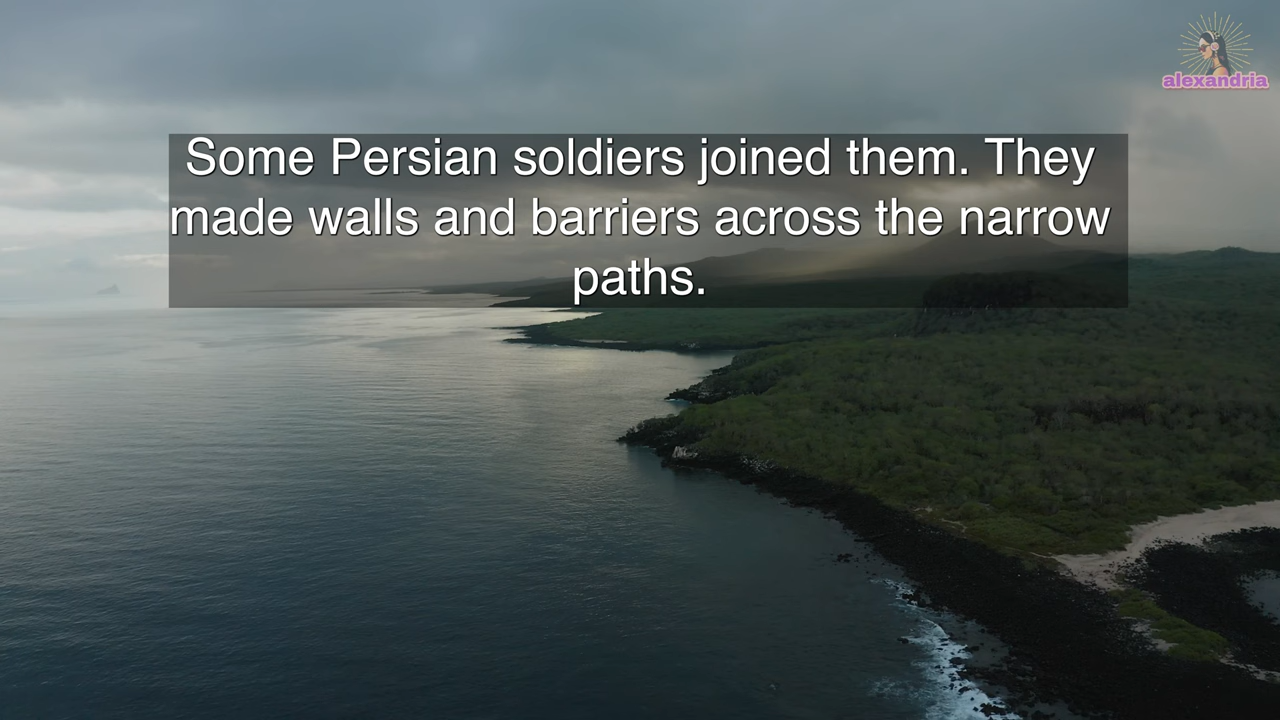 alexandria
Some Persian soldiers joined them. They
made walls and barriers across the narrow
paths.